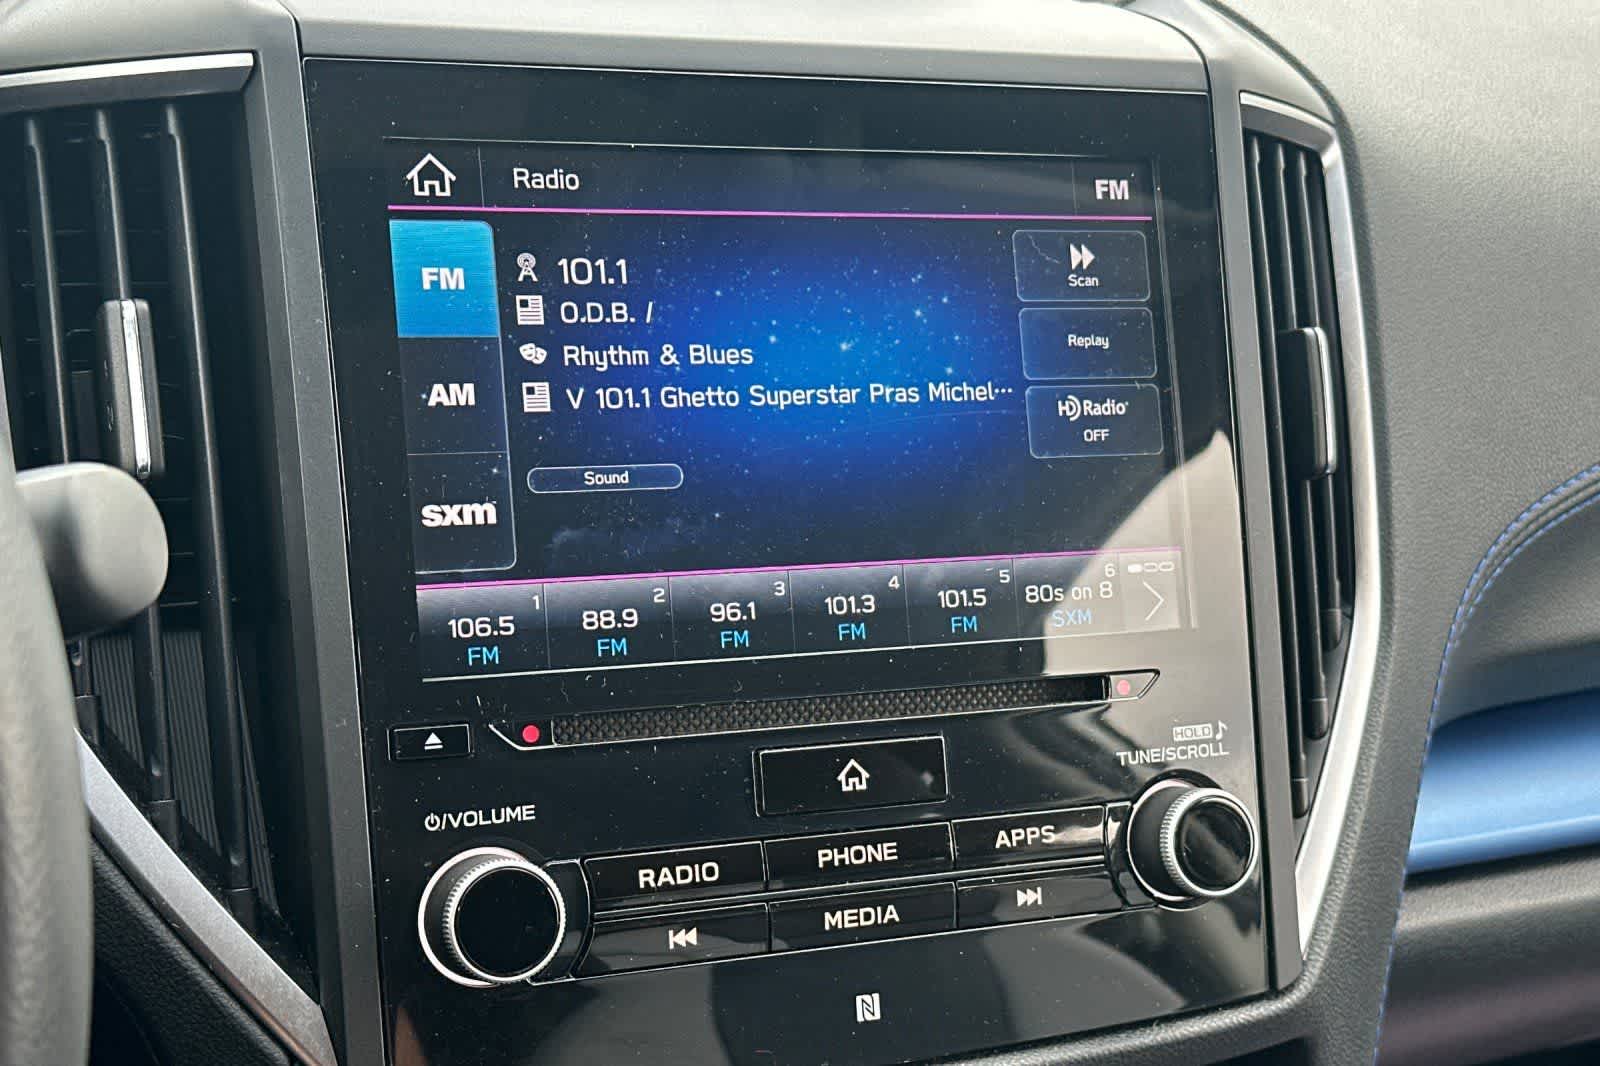 Radio
FM
FM
AM
sxm
101.1
O.D.B. /
Rhythm & Blues
V 101.1 Ghetto Superstar Pras Michel···
Sound
Scan
Replay
HD Radio
OFF
1
106.5
FM
2
88.9
FM
3
96.1
FM
4
101.3
FM
5
101.5
FM
6
80s on 8
SXM
HOLD
TUNE/SCROLL
/VOLUME
RADIO
PHONE
APPS
MEDIA